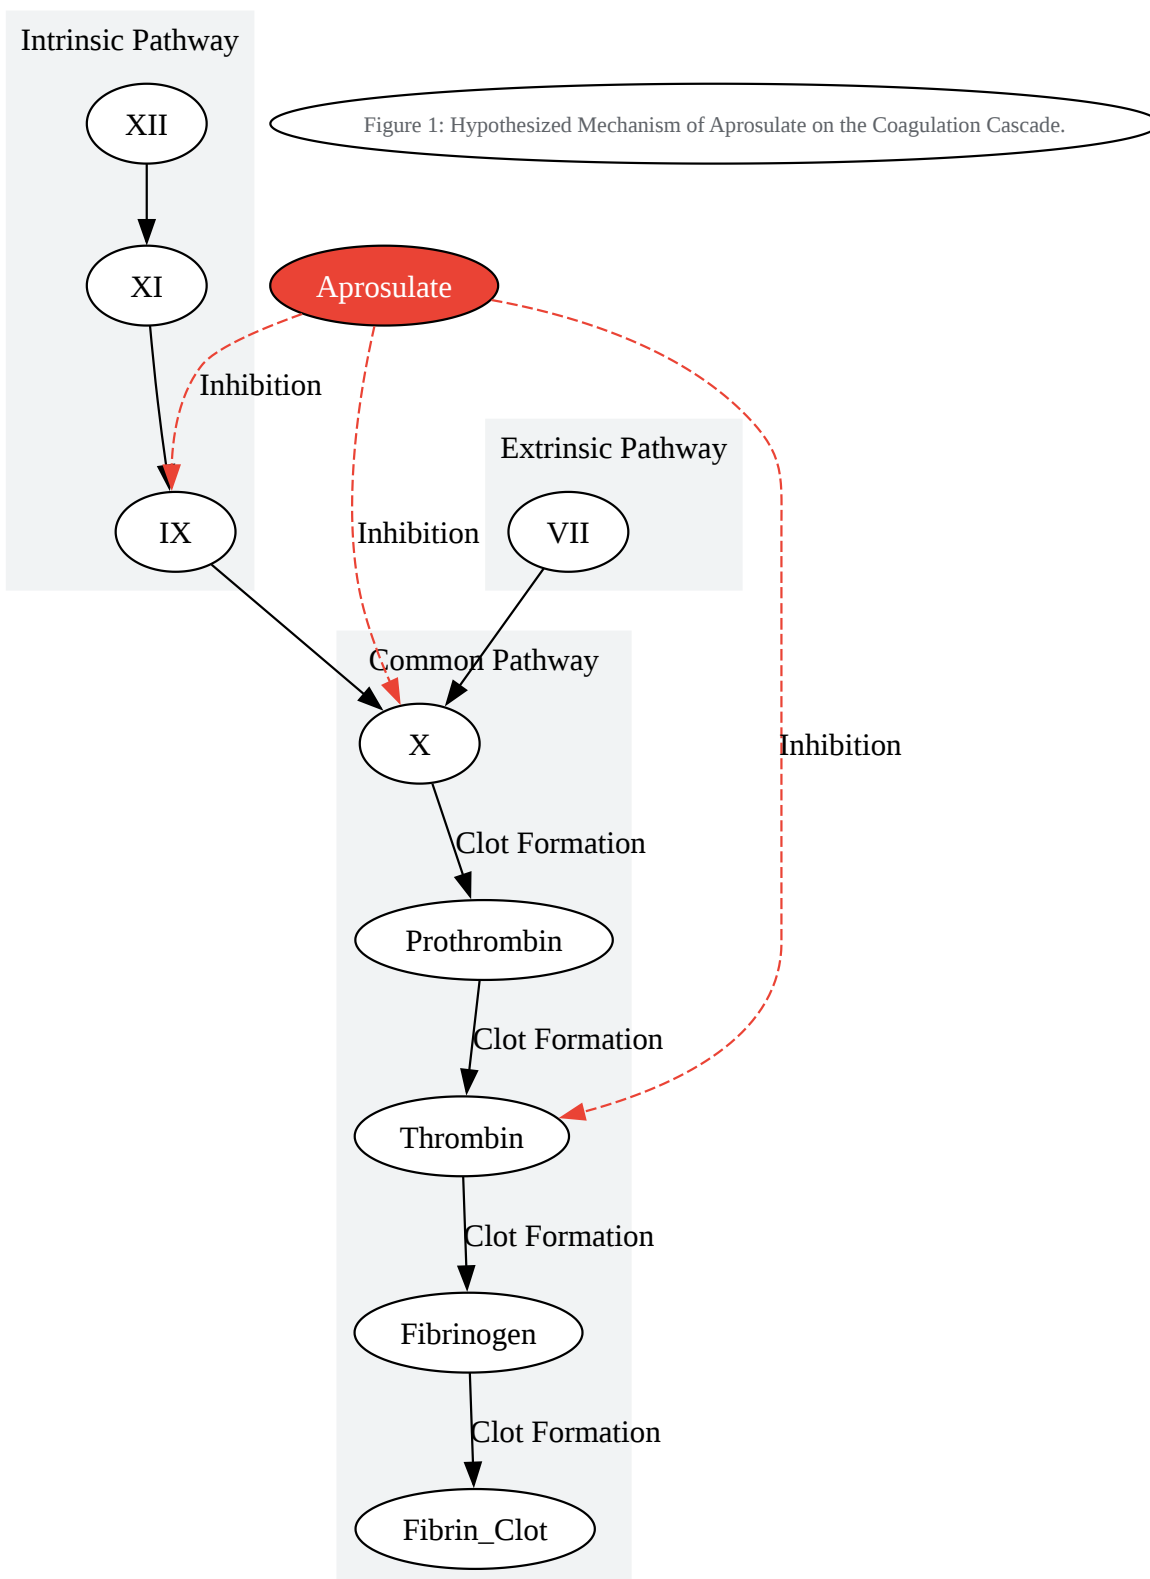 Intrinsic Pathway
XII
Figure 1: Hypothesized Mechanism of Aprosulate on the Coagulation Cascade.
XI
Aprosulate
Inhibition
Extrinsic Pathway
IX
Inhibition
VII
Common Pathway
X
Inhibition
Clot Formation
Prothrombin
Clot Formation
Thrombin
Clot Formation
Fibrinogen
Clot Formation
Fibrin_Clot